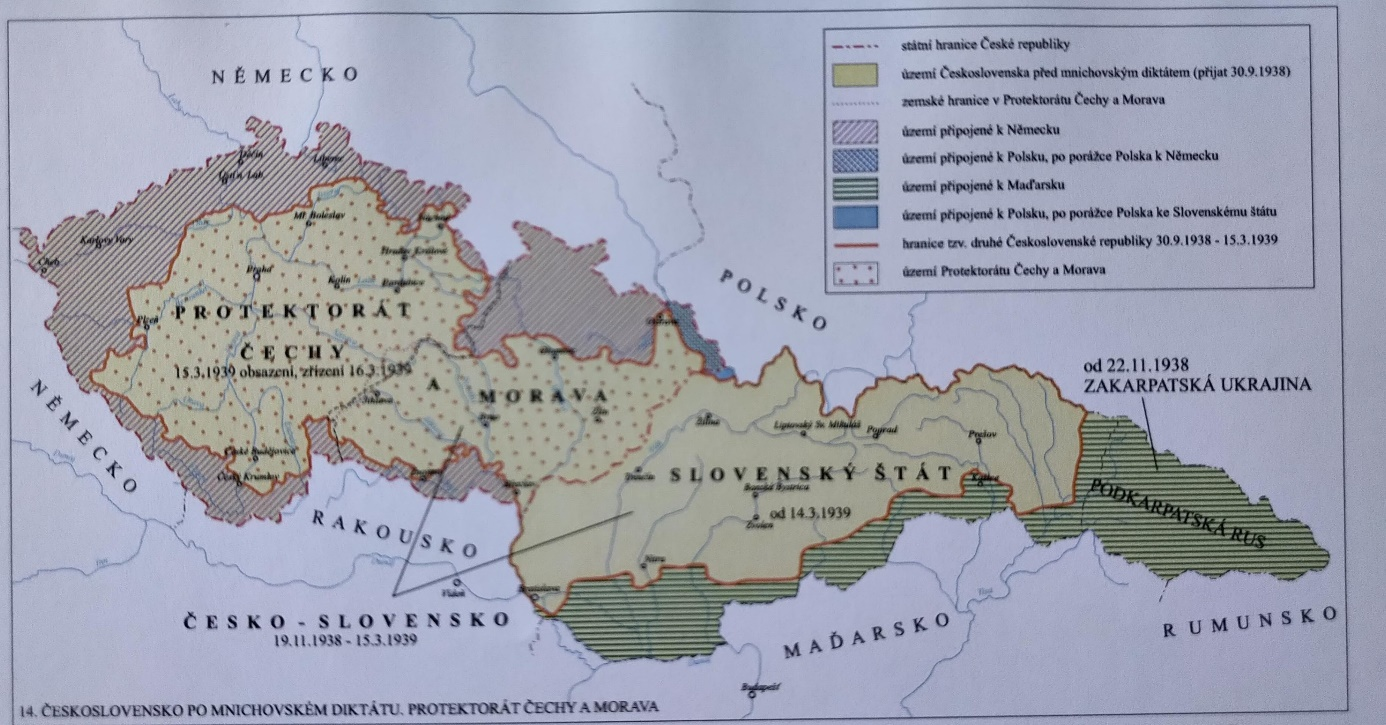 NĚMECKO
státní hranice České republiky
území Československa před mnichovským diktátem (přijat 30.9.1938)
zemské hranice v Protektorátu Čechy a Morava
území připojené k Německu
území připojené k Polsku, po porážce Polska k Německu
území připojené k Maďarsku
území připojené k Polsku, po porážce Polska ke Slovenskému štátu
hranice tzv. druhé Československé republiky 30.9.1938 - 15.3.1939
území Protektorátu Čechy a Morava
Děčín
Liberec
Ml. Boleslav
Karlovy Vary
Cheb
Hradec Králové
Praha
Kolín
Pardubice
POLSKO
PROTEKTORÁT
Plzeň
ČECHY
15.3.1939 obsazení, zřízení 16.3.1939
A
MORAVA
od 22.11.1938
ZAKARPATSKÁ UKRAJINA
NĚMECKO
Jihlava
Brno
Zlín
Žilina
Liptovský Sv. Mikuláš
Poprad
Prešov
České Budějovice
Český Krumlov
Trenčín
SLOVENSKÝ ŠTÁT
Košice
Banská Bystrica
od 14.3.1939
Zvolen
PODKARPATSKÁ RUS
RAKOUSKO
Nitra
Vídeň
Bratislava
ČESKO - SLOVENSKO
19.11.1938 - 15.3.1939
MAĎARSKO
RUMUNSKO
Budapešť
14. ČESKOSLOVENSKO PO MNICHOVSKÉM DIKTÁTU. PROTEKTORÁT ČECHY A MORAVA